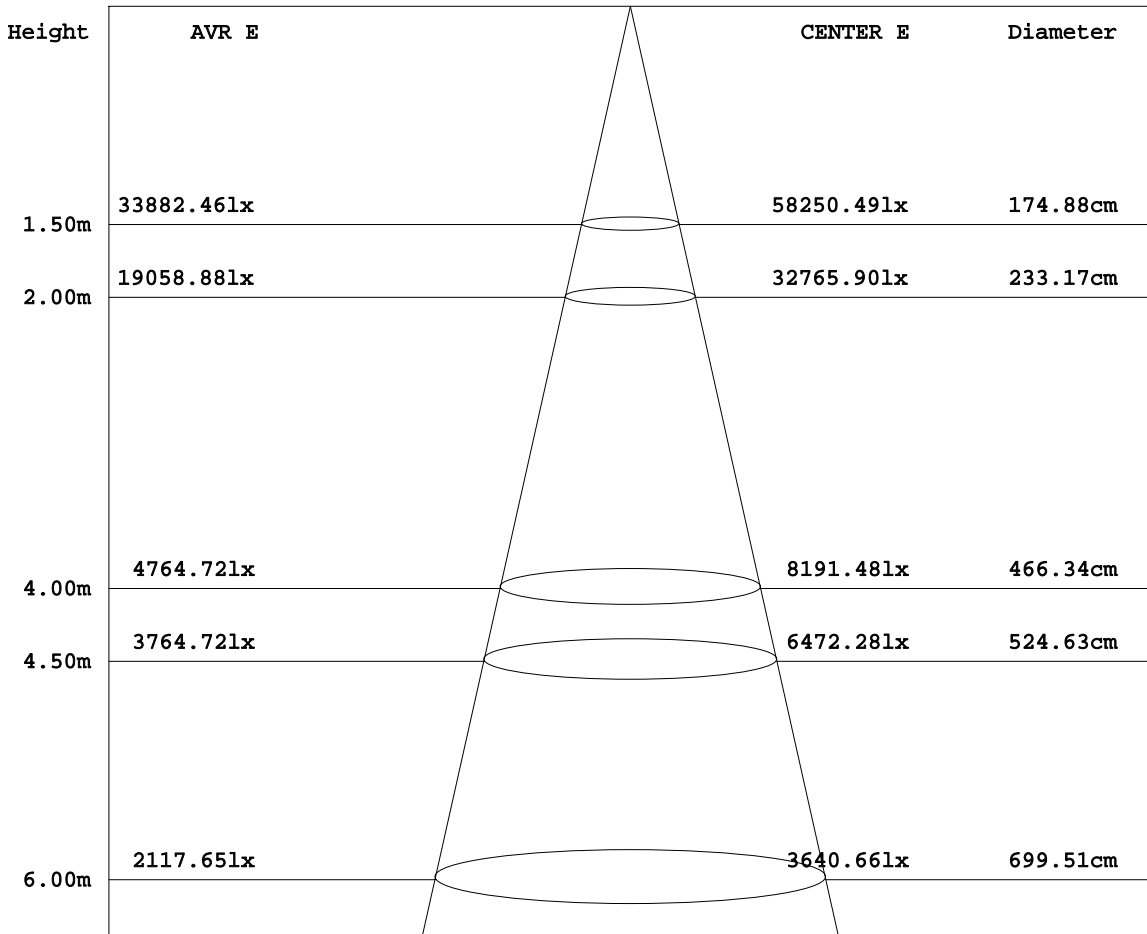 Height AVR E CENTER E Diameter
33882.46lx 58250.49lx 174.88cm
1.50m
19058.88lx 32765.90lx 233.17cm
2.00m
4764.72lx 8191.48lx 466.34cm
4.00m
3764.72lx 6472.28lx 524.63cm
4.50m
2117.65lx 3640.66lx 699.51cm
6.00m